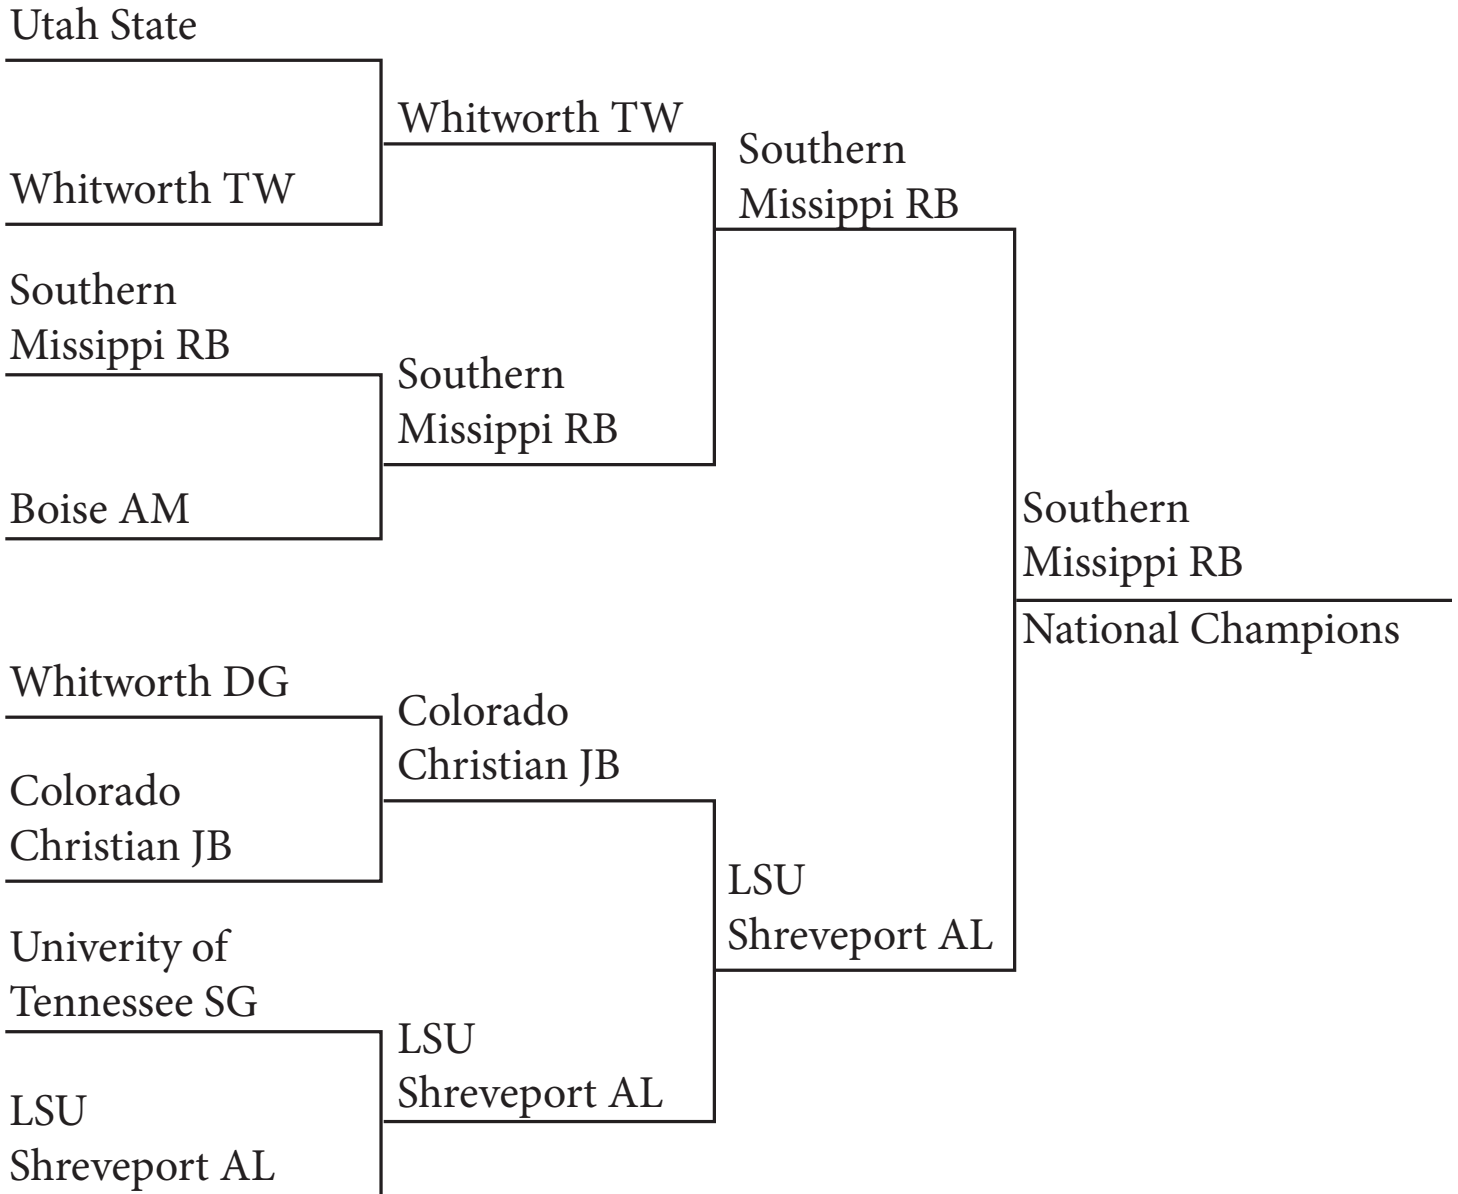 Utah State
Whitworth TW
Southern
Missippi RB
Boise AM
Whitworth DG
Colorado
Christian JB
Univerity of
Tennessee SG
LSU
Shreveport AL
Whitworth TW
Southern
Missippi RB
Colorado
Christian JB
LSU
Shreveport AL
Southern
Missippi RB
LSU
Shreveport AL
Southern
Missippi RB
National Champions